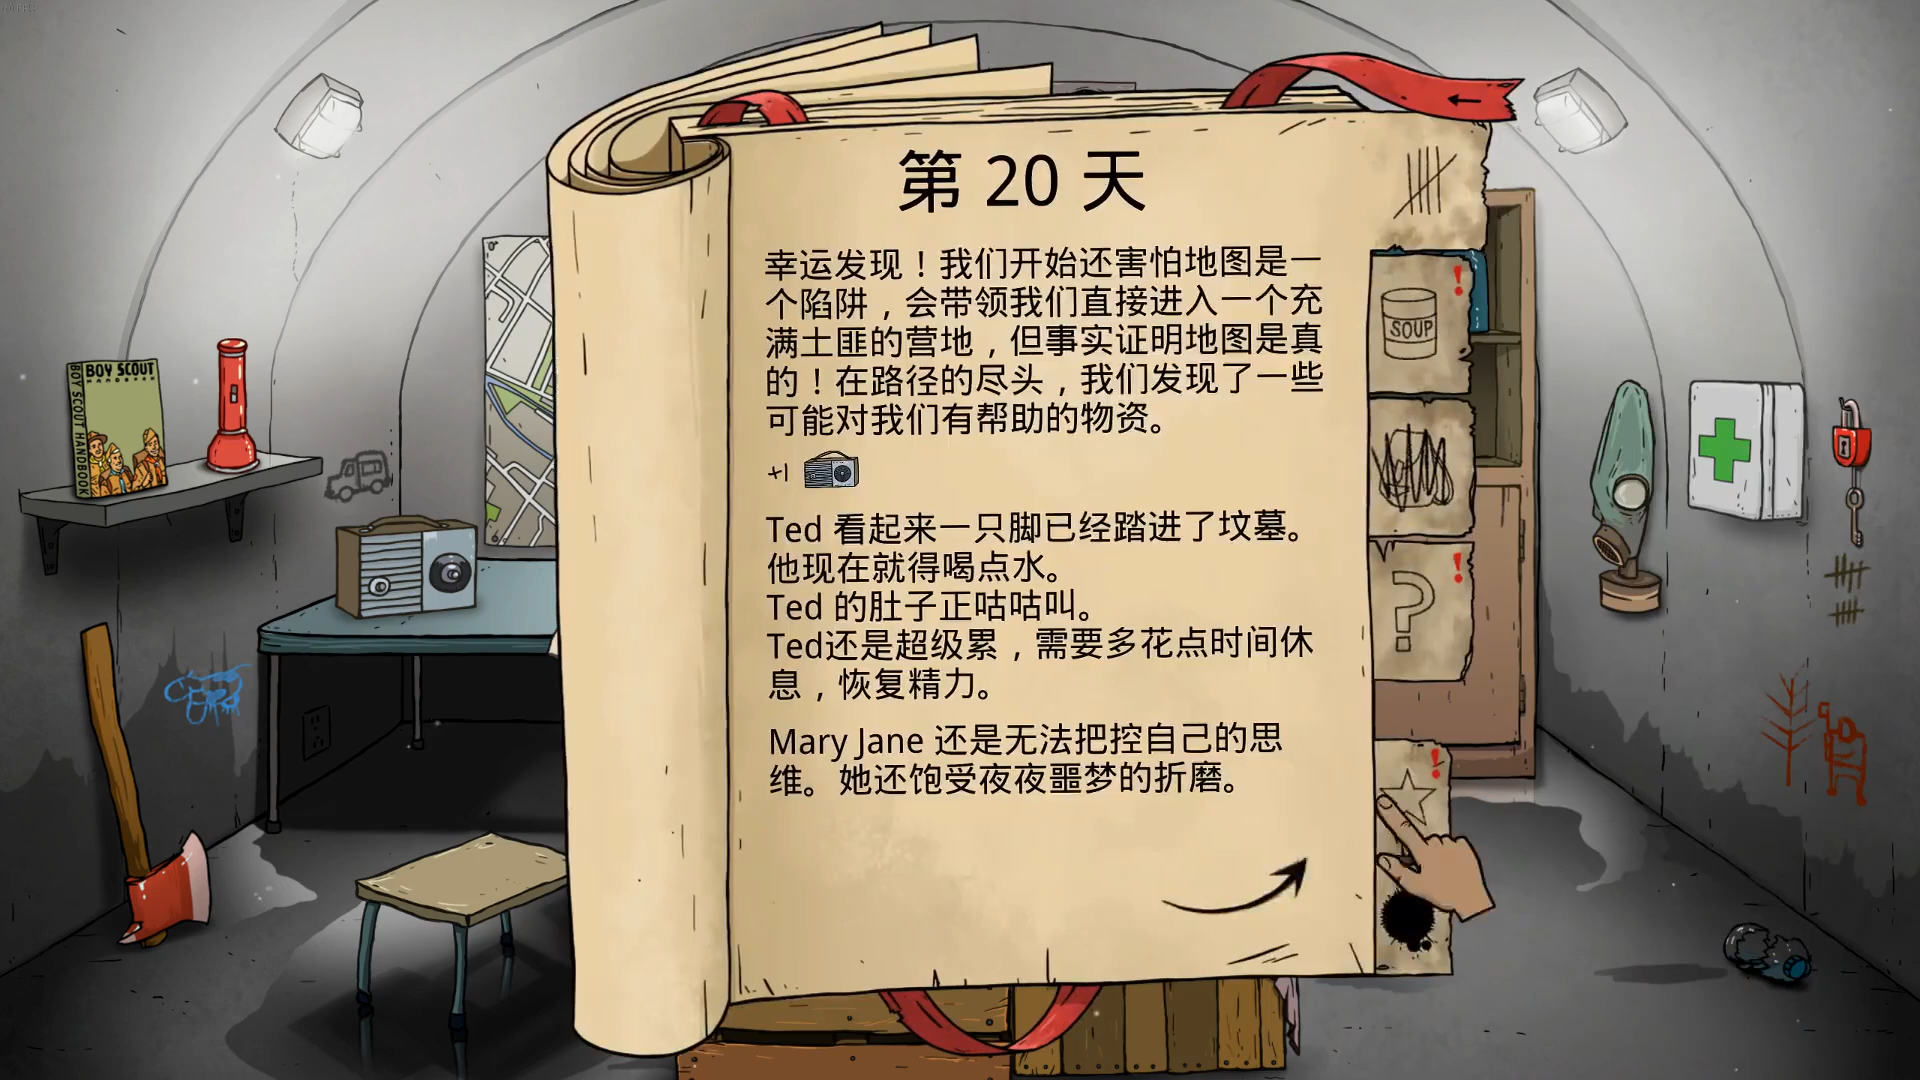 第 20 天
幸运发现！我们开始还害怕地图是一
个陷阱，会带领我们直接进入一个充
满土匪的营地，但事实证明地图是真
的！在路径的尽头，我们发现了一些
可能对我们有帮助的物资。
+1
Ted 看起来一只脚已经踏进了坟墓。
他现在就得喝点水。
Ted 的肚子正咕咕叫。
Ted还是超级累，需要多花点时间休
息，恢复精力。
Mary Jane 还是无法把控自己的思
维。她还饱受夜夜噩梦的折磨。
SOUP
!
?
!
!
BOY SCOUT
HANDBOOK
BOY SCOUT HANDBOOK